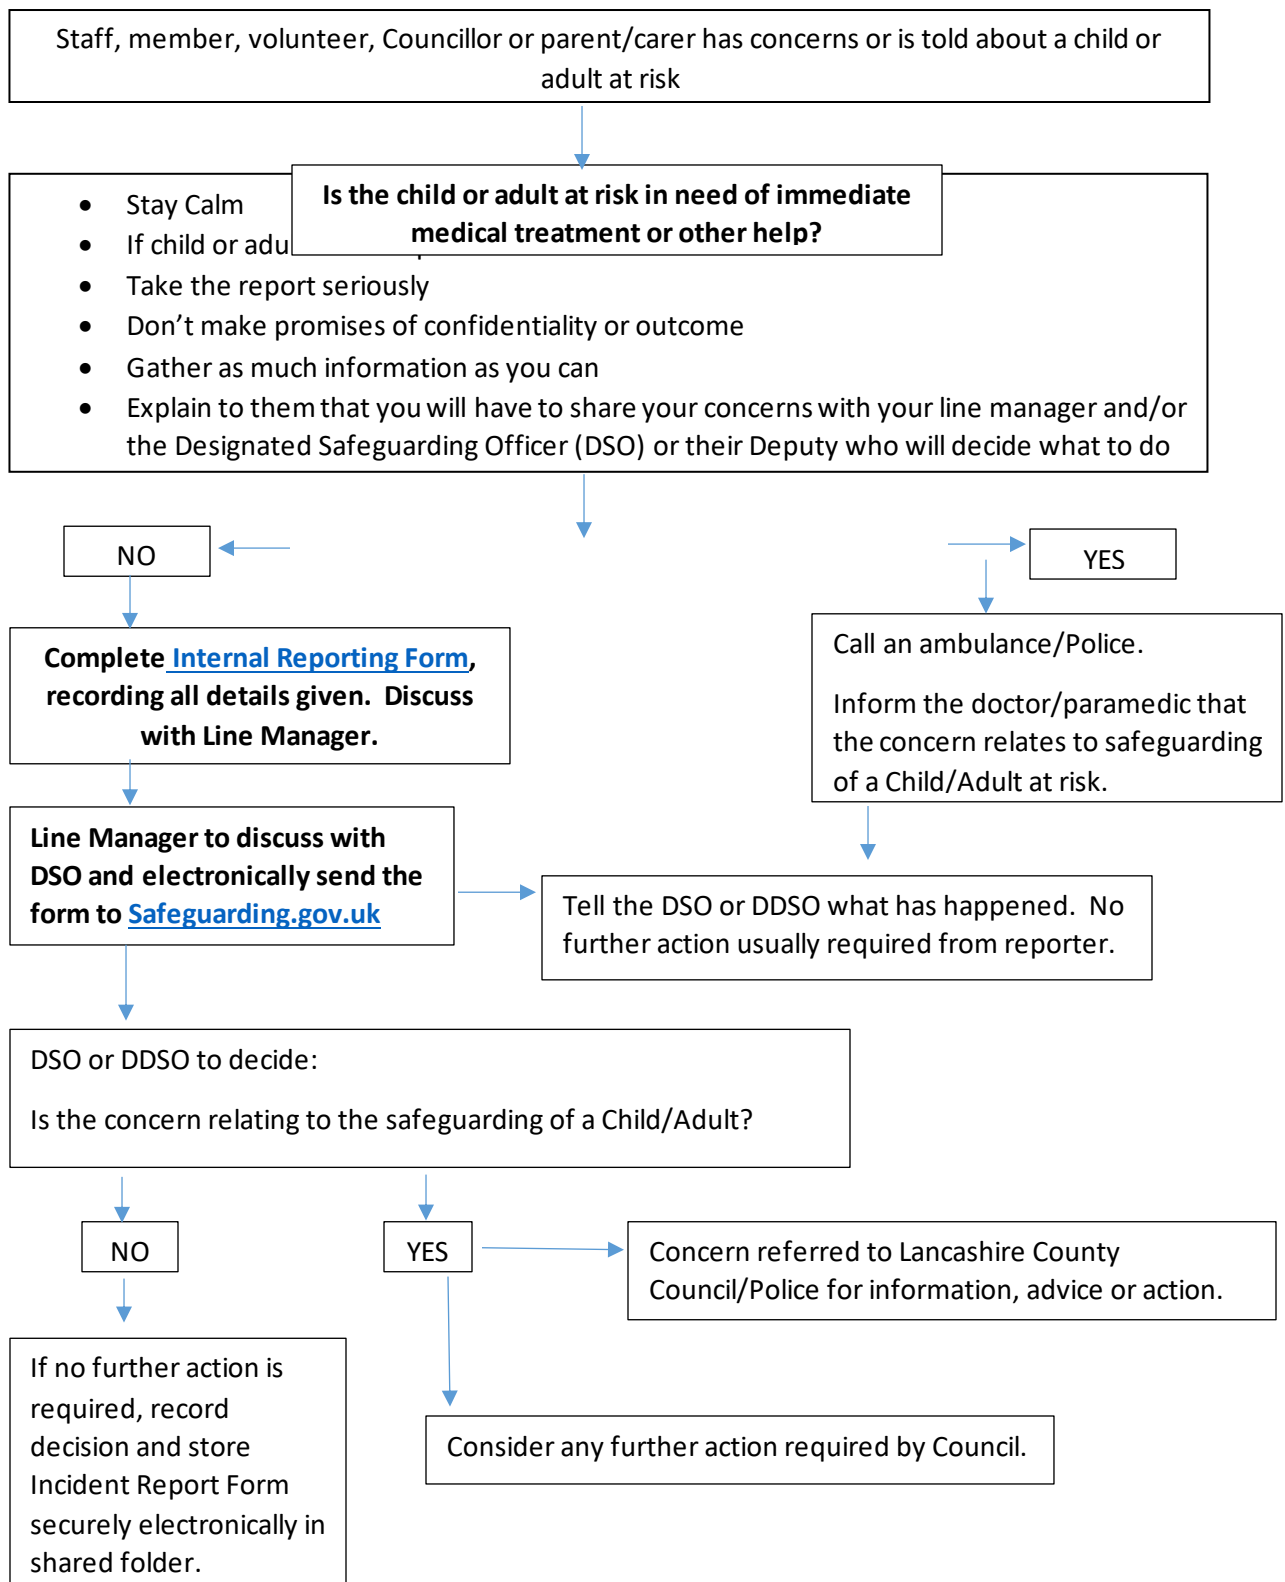 Staff, member, volunteer, Councillor or parent/carer has concerns or is told about a child or
adult at risk
Is the child or adult at risk in need of immediate
medical treatment or other help?
• Stay Calm
• If child or adu
• Take the report seriously
• Don’t make promises of confidentiality or outcome
• Gather as much information as you can
• Explain to them that you will have to share your concerns with your line manager and/or
the Designated Safeguarding Officer (DSO) or their Deputy who will decide what to do
NO
YES
Complete Internal Reporting Form,
recording all details given. Discuss
with Line Manager.
Call an ambulance/Police.
Inform the doctor/paramedic that
the concern relates to safeguarding
of a Child/Adult at risk.
Line Manager to discuss with
DSO and electronically send the
form to Safeguarding.gov.uk
Tell the DSO or DDSO what has happened. No
further action usually required from reporter.
DSO or DDSO to decide:
Is the concern relating to the safeguarding of a Child/Adult?
NO
YES
Concern referred to Lancashire County
Council/Police for information, advice or action.
If no further action is
required, record
decision and store
Incident Report Form
securely electronically in
shared folder.
Consider any further action required by Council.